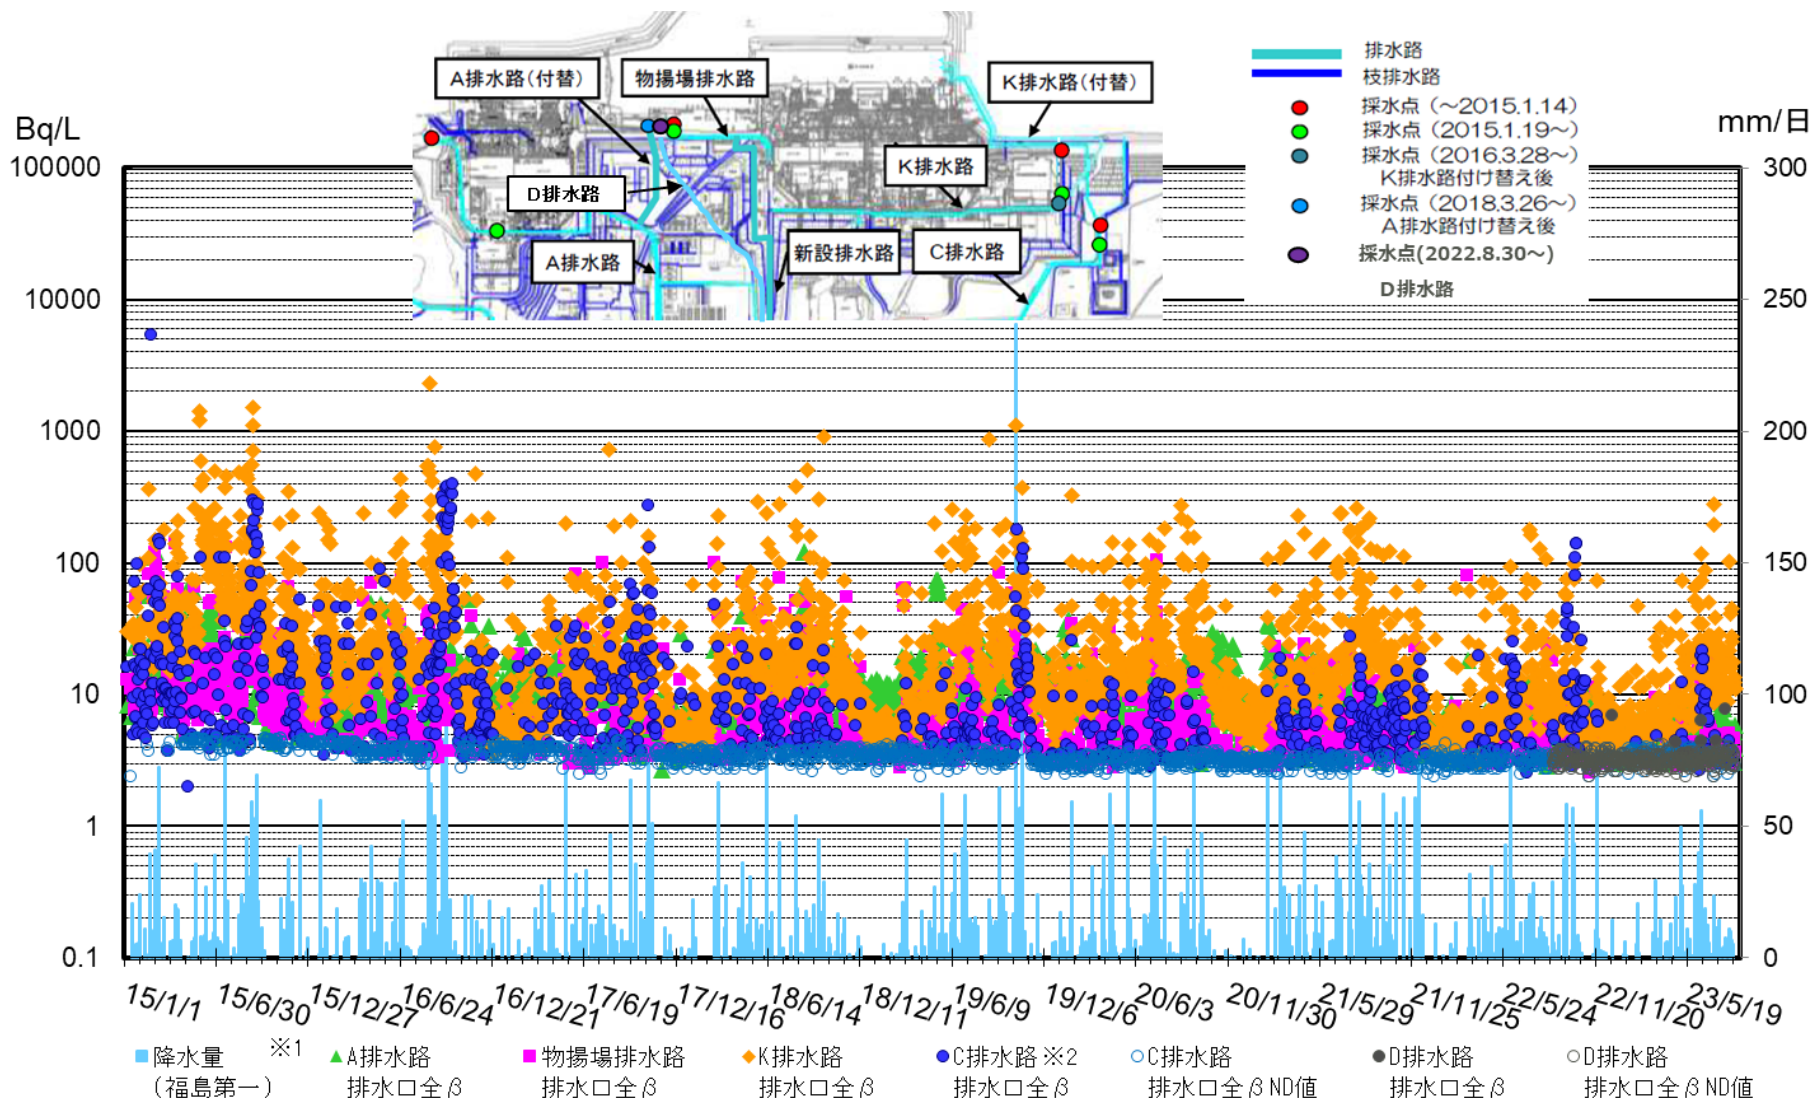 A排水路(付替)
物揚場排水路
K排水路(付替)
D排水路
K排水路
A排水路
新設排水路
C排水路
排水路
枝排水路
採水点(~2015.1.14)
採水点(2015.1.19~)
採水点(2016.3.28~)
K排水路付け替え後
採水点(2018.3.26~)
A排水路付け替え後
採水点(2022.8.30~)
D排水路
Bq/L
mm/日
100000
10000
1000
100
10
1
0.1
300
250
200
150
100
50
0
15/1/1
15/6/30
15/12/27
16/6/24
16/12/21
17/6/19
17/12/16
18/6/14
18/12/11
19/6/9
19/12/6
20/6/3
20/11/30
21/5/29
21/11/25
22/5/24
22/11/20
23/5/19
降水量 ※1
(福島第一)
A排水路
排水口全β
物揚場排水路
排水口全β
K排水路
排水口全β
C排水路※2
排水口全β
C排水路
排水口全βND値
D排水路
排水口全β
D排水路
排水口全βND値